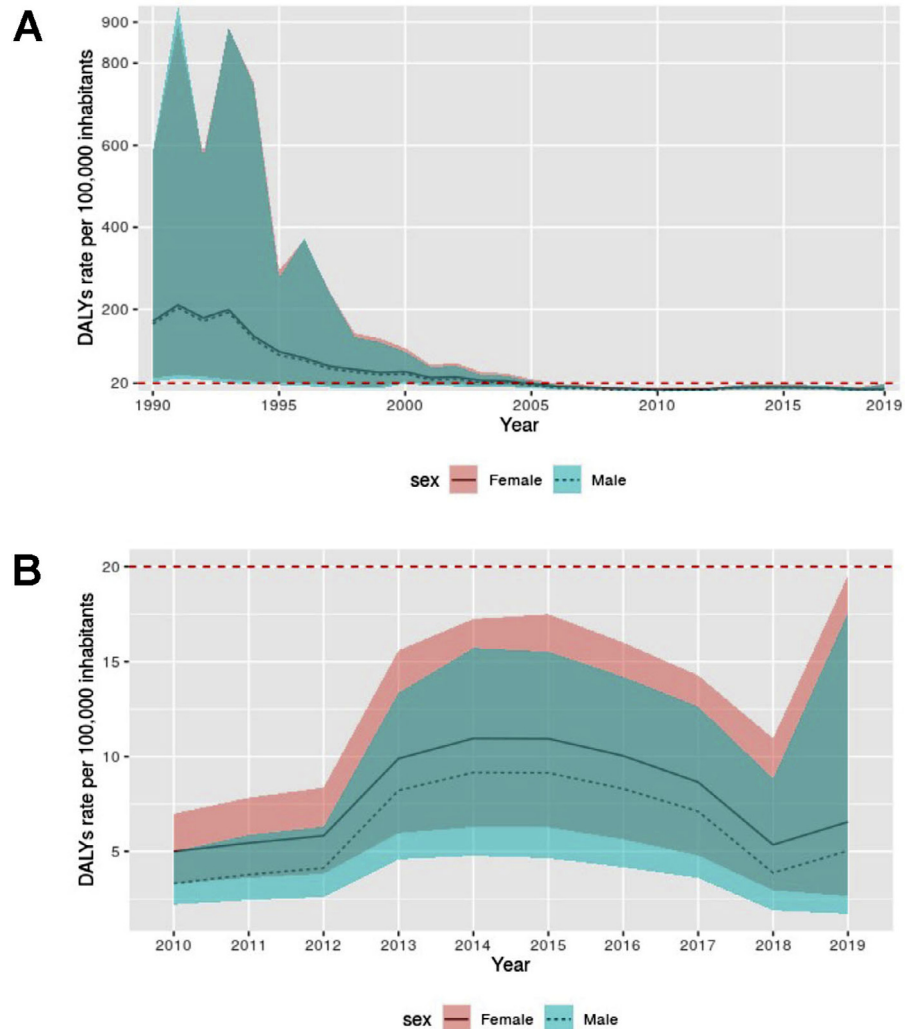 A
DALYs rate per 100,000 inhabitants
900
800
600
400
200
20
1990 1995 2000 2005 2010 2015 2019
Year
sex Female Male
B
DALYs rate per 100,000 inhabitants
20
15
10
5
2010 2011 2012 2013 2014 2015 2016 2017 2018 2019
Year
sex Female Male